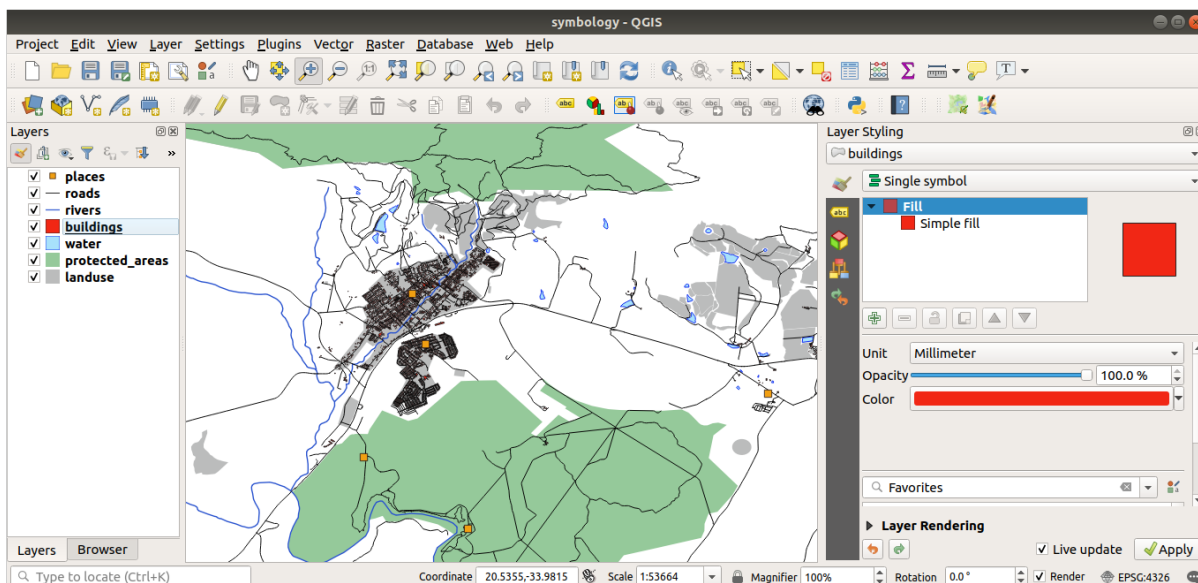 symbology - QGIS
Project Edit View Layer Settings Plugins Vector Raster Database Web Help
Layers
places
roads
rivers
buildings
water
protected_areas
landuse
Layers Browser
Layer Styling
buildings
Single symbol
Fill
Simple fill
Unit Millimeter
Opacity 100.0 %
Color
Favorites
Layer Rendering
Live update Apply
Type to locate (Ctrl+K) Coordinate 20.5355,-33.9815 Scale 1:53664 Magnifier 100% Rotation 0.0° Render EPSG:4326